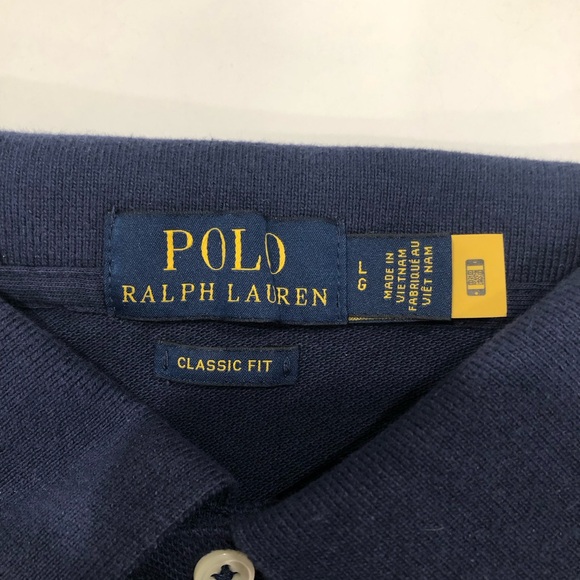 POLO
RALPH LAUREN
L
G
MADE IN
VIETNAM
FABRIQUÉ AU
VIÊT NAM
CLASSIC FIT